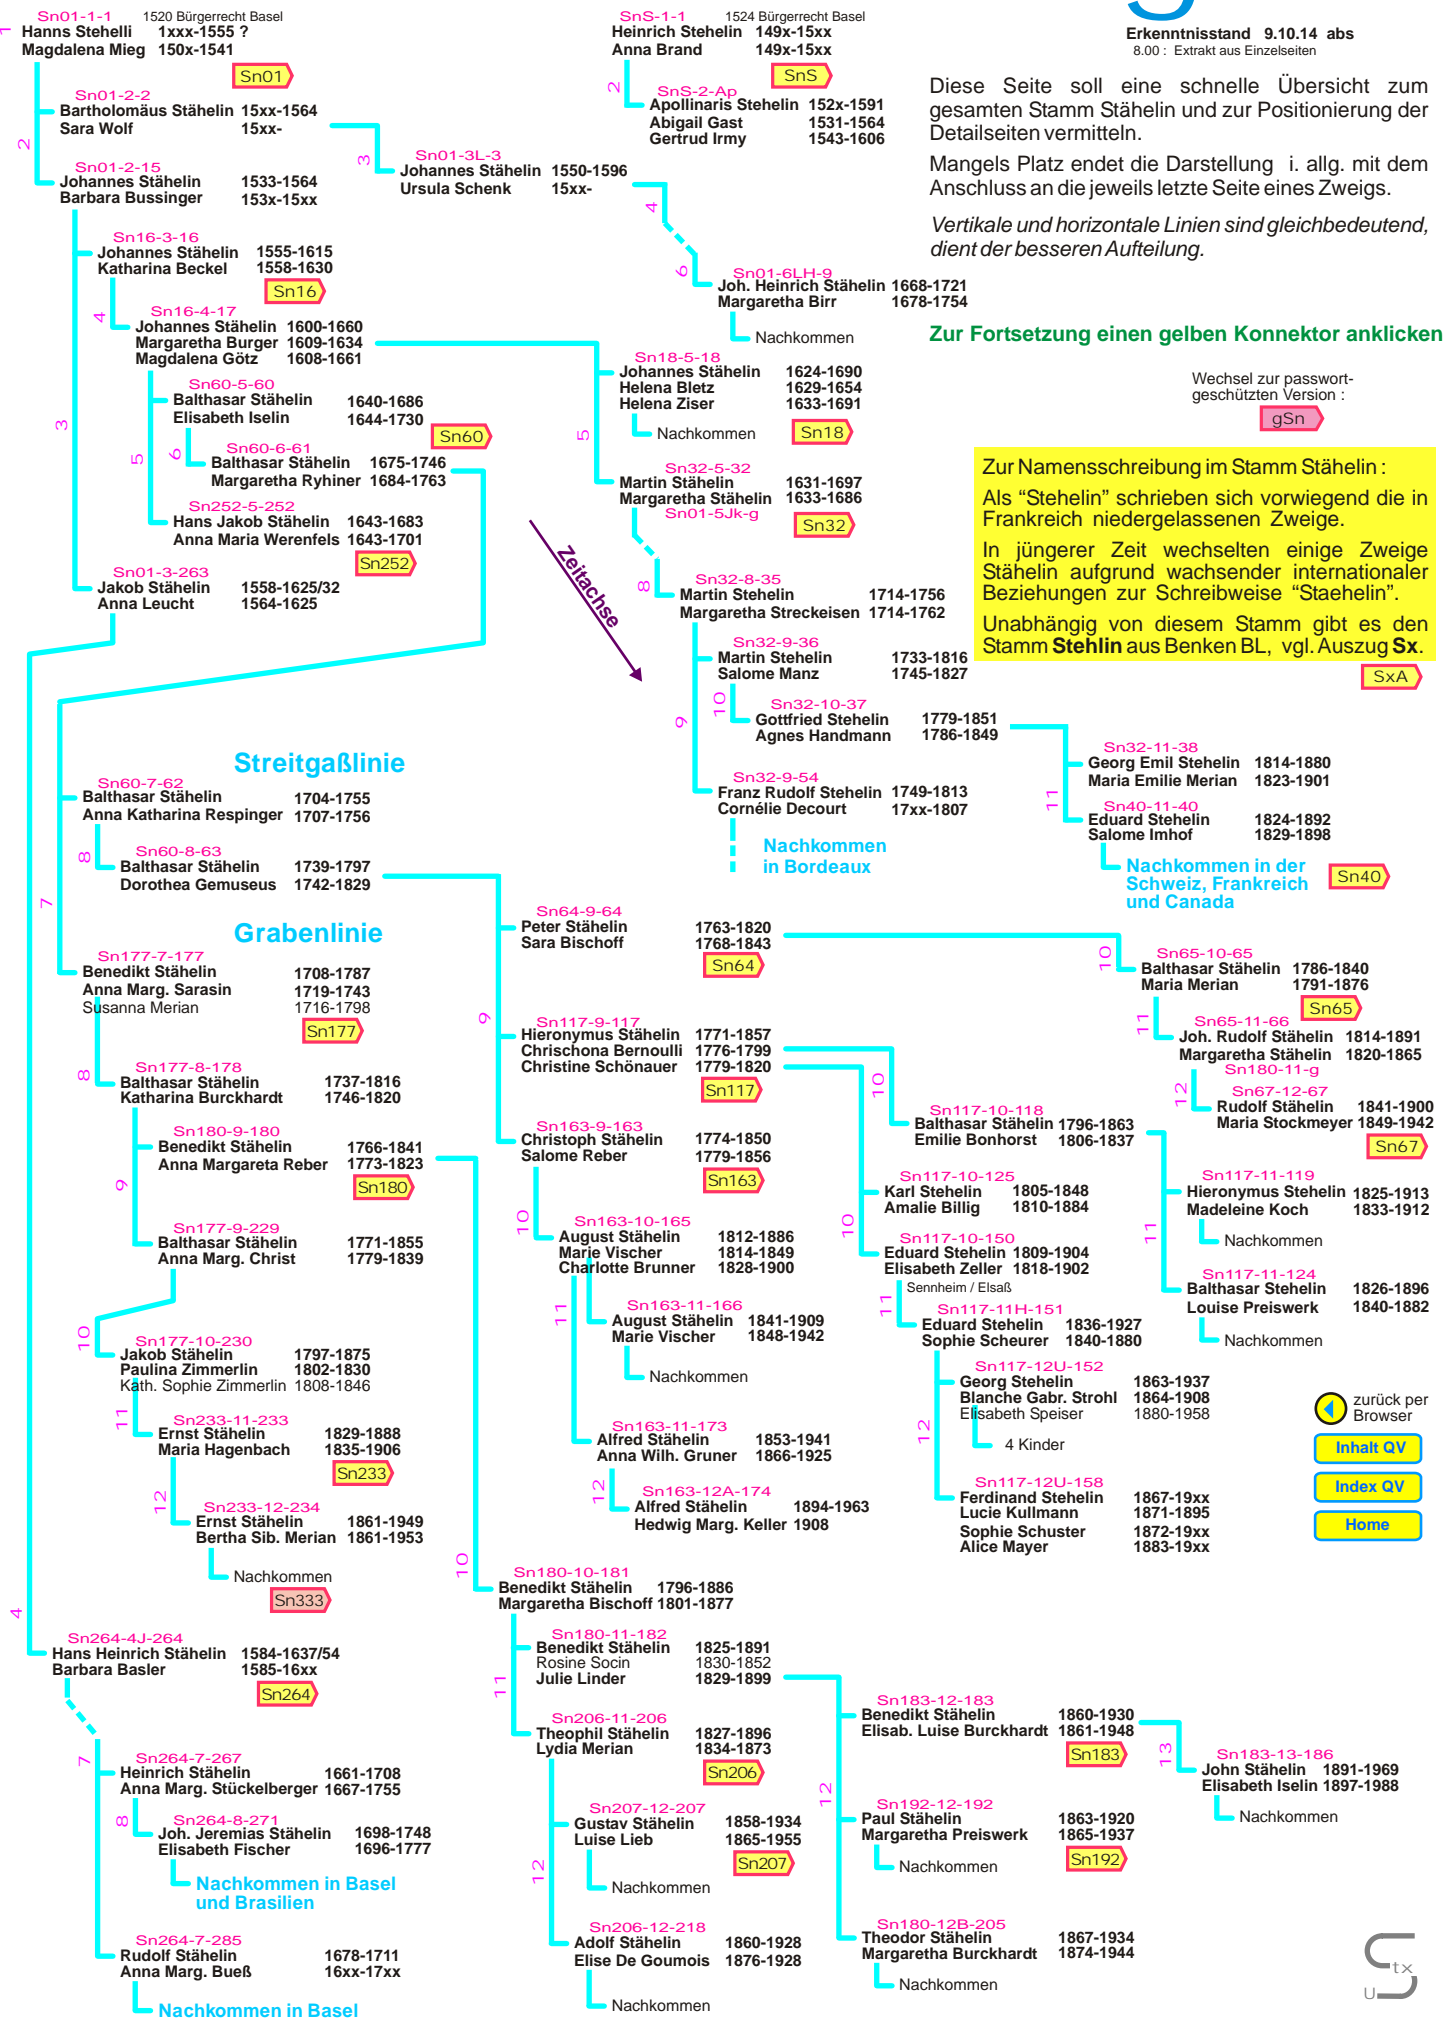 1
Sn01-1-1 1520 Bürgerrecht Basel
Hanns Stehelli 1xxx-1555 ?
Magdalena Mieg 150x-1541
Sn01
2
Sn01-2-2
Bartholomäus Stähelin 15xx-1564
Sara Wolf 15xx-
Sn01-2-15
Johannes Stähelin 1533-1564
Barbara Bussinger 153x-15xx
3
Sn01-3L-3
Johannes Stähelin 1550-1596
Ursula Schenk 15xx-
SnS-1-1 1524 Bürgerrecht Basel
Heinrich Stehelin 149x-15xx
Anna Brand 149x-15xx
SnS
2
SnS-2-Ap
Apollinaris Stehelin 152x-1591
Abigail Gast 1531-1564
Gertrud Irmy 1543-1606
4
6
Sn01-6LH-9
Joh. Heinrich Stähelin 1668-1721
Margaretha Birr 1678-1754
Nachkommen
Erkenntnisstand 9.10.14 abs
8.00 : Extrakt aus Einzelseiten
Diese Seite soll eine schnelle Übersicht zum
gesamten Stamm Stähelin und zur Positionierung der
Detailseiten vermitteln.
Mangels Platz endet die Darstellung i. allg. mit dem
Anschluss an die jeweils letzte Seite eines Zweigs.
Vertikale und horizontale Linien sind gleichbedeutend,
dient der besseren Aufteilung.
Zur Fortsetzung einen gelben Konnektor anklicken
Wechsel zur passwort-
geschützten Version :
gSn
Zur Namensschreibung im Stamm Stähelin :
Als “Stehelin” schrieben sich vorwiegend die in
Frankreich niedergelassenen Zweige.
In jüngerer Zeit wechselten einige Zweige
Stähelin aufgrund wachsender internationaler
Beziehungen zur Schreibweise “Staehelin”.
Unabhängig von diesem Stamm gibt es den
Stamm Stehlin aus Benken BL, vgl. Auszug Sx.
SxA
3
Sn16-3-16
Johannes Stähelin 1555-1615
Katharina Beckel 1558-1630
Sn16
4
Sn16-4-17
Johannes Stähelin 1600-1660
Margaretha Burger 1609-1634
Magdalena Götz 1608-1661
5
Sn60-5-60
Balthasar Stähelin 1640-1686
Elisabeth Iselin 1644-1730
Sn60
6
Sn60-6-61
Balthasar Stähelin 1675-1746
Margaretha Ryhiner 1684-1763
Sn252-5-252
Hans Jakob Stähelin 1643-1683
Anna Maria Werenfels 1643-1701
Sn252
Sn01-3-263
Jakob Stähelin 1558-1625/32
Anna Leucht 1564-1625
5
Sn18-5-18
Johannes Stähelin 1624-1690
Helena Bletz 1629-1654
Helena Ziser 1633-1691
Nachkommen
Sn18
Sn32-5-32
Martin Stähelin 1631-1697
Margaretha Stähelin 1633-1686
Sn01-5Jk-g
Sn32
Zeitachse
8
Sn32-8-35
Martin Stehelin 1714-1756
Margaretha Streckeisen 1714-1762
9
Sn32-9-36
Martin Stehelin 1733-1816
Salome Manz 1745-1827
10
Sn32-10-37
Gottfried Stehelin 1779-1851
Agnes Handmann 1786-1849
Sn32-9-54
Franz Rudolf Stehelin 1749-1813
Cornélie Decourt 17xx-1807
Nachkommen
in Bordeaux
11
Sn32-11-38
Georg Emil Stehelin 1814-1880
Maria Emilie Merian 1823-1901
Sn40-11-40
Eduard Stehelin 1824-1892
Salome Imhof 1829-1898
Nachkommen in der
Schweiz, Frankreich
und Canada
Sn40
7
Streitgaßlinie
Sn60-7-62
Balthasar Stähelin 1704-1755
Anna Katharina Respinger 1707-1756
8
Sn60-8-63
Balthasar Stähelin 1739-1797
Dorothea Gemuseus 1742-1829
Grabenlinie
Sn177-7-177
Benedikt Stähelin 1708-1787
Anna Marg. Sarasin 1719-1743
Susanna Merian 1716-1798
Sn177
8
Sn177-8-178
Balthasar Stähelin 1737-1816
Katharina Burckhardt 1746-1820
9
Sn180-9-180
Benedikt Stähelin 1766-1841
Anna Margareta Reber 1773-1823
Sn180
Sn177-9-229
Balthasar Stähelin 1771-1855
Anna Marg. Christ 1779-1839
10
Sn177-10-230
Jakob Stähelin 1797-1875
Paulina Zimmerlin 1802-1830
Kath. Sophie Zimmerlin 1808-1846
11
Sn233-11-233
Ernst Stähelin 1829-1888
Maria Hagenbach 1835-1906
Sn233
12
Sn233-12-234
Ernst Stähelin 1861-1949
Bertha Sib. Merian 1861-1953
Nachkommen
Sn333
9
Sn64-9-64
Peter Stähelin 1763-1820
Sara Bischoff 1768-1843
Sn64
Sn117-9-117
Hieronymus Stähelin 1771-1857
Chrischona Bernoulli 1776-1799
Christine Schönauer 1779-1820
Sn117
Sn163-9-163
Christoph Stähelin 1774-1850
Salome Reber 1779-1856
Sn163
10
Sn163-10-165
August Stähelin 1812-1886
Marie Vischer 1814-1849
Charlotte Brunner 1828-1900
11
Sn163-11-166
August Stähelin 1841-1909
Marie Vischer 1848-1942
Nachkommen
Sn163-11-173
Alfred Stähelin 1853-1941
Anna Wilh. Gruner 1866-1925
12
Sn163-12A-174
Alfred Stähelin 1894-1963
Hedwig Marg. Keller 1908
10
Sn65-10-65
Balthasar Stähelin 1786-1840
Maria Merian 1791-1876
Sn65
11
Sn65-11-66
Joh. Rudolf Stähelin 1814-1891
Margaretha Stähelin 1820-1865
Sn180-11-g
12
Sn67-12-67
Rudolf Stähelin 1841-1900
Maria Stockmeyer 1849-1942
Sn67
10
Sn117-10-118
Balthasar Stähelin 1796-1863
Emilie Bonhorst 1806-1837
10
Sn117-10-125
Karl Stehelin 1805-1848
Amalie Billig 1810-1884
Sn117-10-150
Eduard Stehelin 1809-1904
Elisabeth Zeller 1818-1902
Sennheim / Elsaß
11
Sn117-11-119
Hieronymus Stehelin 1825-1913
Madeleine Koch 1833-1912
Nachkommen
Sn117-11-124
Balthasar Stehelin 1826-1896
Louise Preiswerk 1840-1882
Nachkommen
11
Sn117-11H-151
Eduard Stehelin 1836-1927
Sophie Scheurer 1840-1880
12
Sn117-12U-152
Georg Stehelin 1863-1937
Blanche Gabr. Strohl 1864-1908
Elisabeth Speiser 1880-1958
4 Kinder
Sn117-12U-158
Ferdinand Stehelin 1867-19xx
Lucie Kullmann 1871-1895
Sophie Schuster 1872-19xx
Alice Mayer 1883-19xx
zurück per
Browser
Inhalt QV
Index QV
Home
4
Sn264-4J-264
Hans Heinrich Stähelin 1584-1637/54
Barbara Basler 1585-16xx
Sn264
7
Sn264-7-267
Heinrich Stähelin 1661-1708
Anna Marg. Stückelberger 1667-1755
8
Sn264-8-271
Joh. Jeremias Stähelin 1698-1748
Elisabeth Fischer 1696-1777
Nachkommen in Basel
und Brasilien
Sn264-7-285
Rudolf Stähelin 1678-1711
Anna Marg. Bueß 16xx-17xx
Nachkommen in Basel
10
Sn180-10-181
Benedikt Stähelin 1796-1886
Margaretha Bischoff 1801-1877
11
Sn180-11-182
Benedikt Stähelin 1825-1891
Rosine Socin 1830-1852
Julie Linder 1829-1899
Sn206-11-206
Theophil Stähelin 1827-1896
Lydia Merian 1834-1873
Sn206
12
Sn207-12-207
Gustav Stähelin 1858-1934
Luise Lieb 1865-1955
Sn207
Nachkommen
Sn206-12-218
Adolf Stähelin 1860-1928
Elise De Goumois 1876-1928
Nachkommen
12
Sn183-12-183
Benedikt Stähelin 1860-1930
Elisab. Luise Burckhardt 1861-1948
Sn183
Sn192-12-192
Paul Stähelin 1863-1920
Margaretha Preiswerk 1865-1937
Nachkommen
Sn192
Sn180-12B-205
Theodor Stähelin 1867-1934
Margaretha Burckhardt 1874-1944
Nachkommen
13
Sn183-13-186
John Stähelin 1891-1969
Elisabeth Iselin 1897-1988
Nachkommen
U S tx